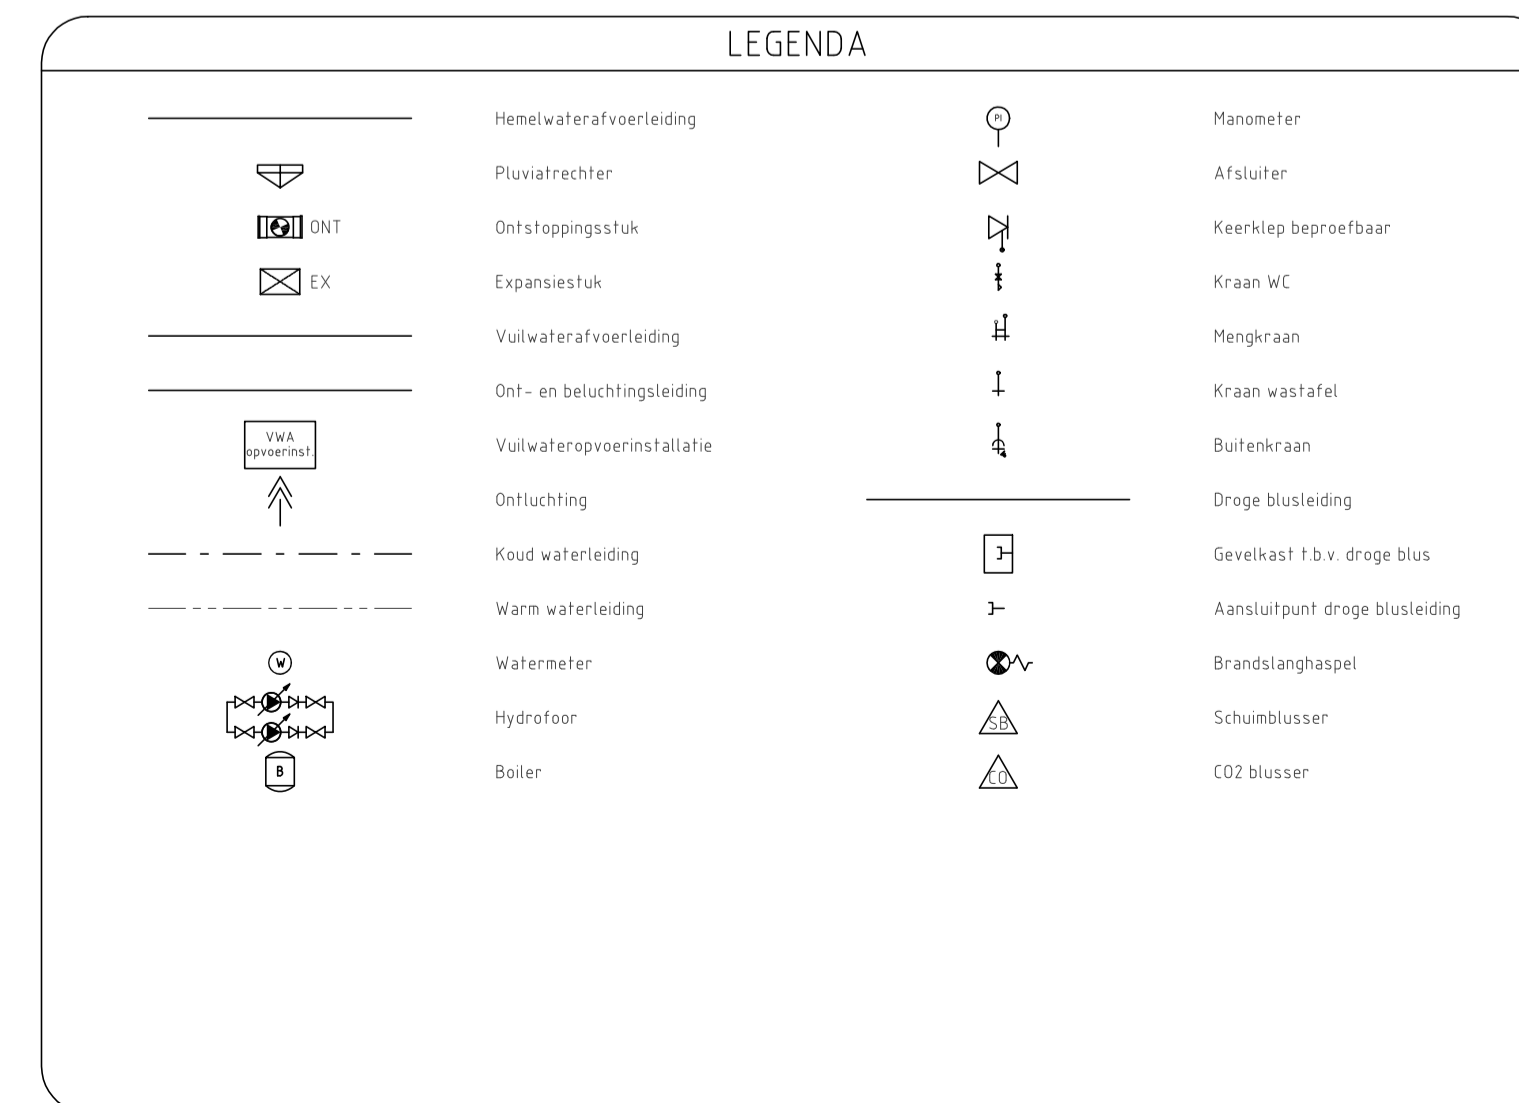 LEGENDA
Hemelwaterafvoerleiding
Pluviatrechter
ONT Ontstoppingsstuk
EX Expansiestuk
Vuilwaterafvoerleiding
Ont- en beluchtingsleiding
VWA
opvoerinst.
Vuilwateropvoerinstallatie
Ontluchting
Koud waterleiding
Warm waterleiding
W Watermeter
Hydrofoor
B Boiler
PI Manometer
Afsluiter
Keerklep beproefbaar
Kraan WC
Mengkraan
Kraan wastafel
Buitenkraan
Droge blusleiding
Gevelkast t.b.v. droge blus
Aansluitpunt droge blusleiding
Brandslanghaspel
SB Schuimblusser
CO CO2 blusser